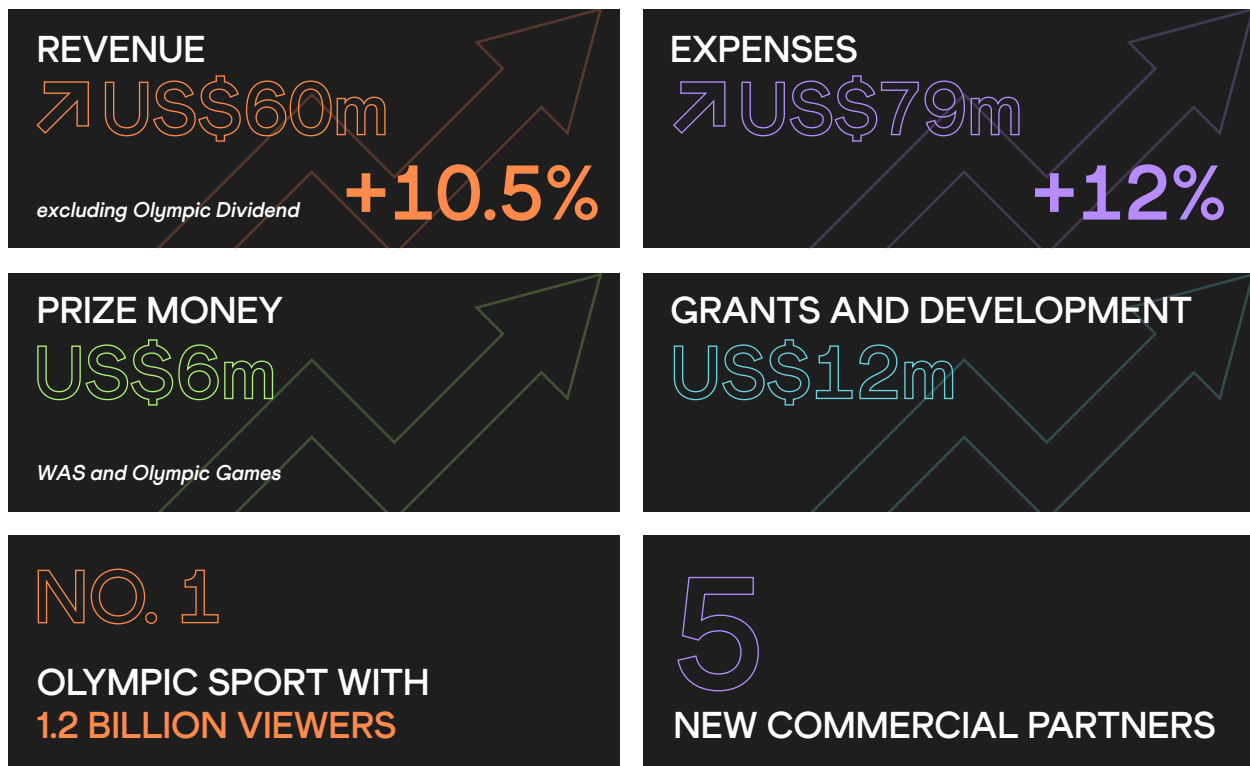 REVENUE
US$60m
excluding Olympic Dividend
+10.5%
EXPENSES
US$79m
+12%
PRIZE MONEY
US$6m
WAS and Olympic Games
GRANTS AND DEVELOPMENT
US$12m
NO. 1
OLYMPIC SPORT WITH
1.2 BILLION VIEWERS
5
NEW COMMERCIAL PARTNERS